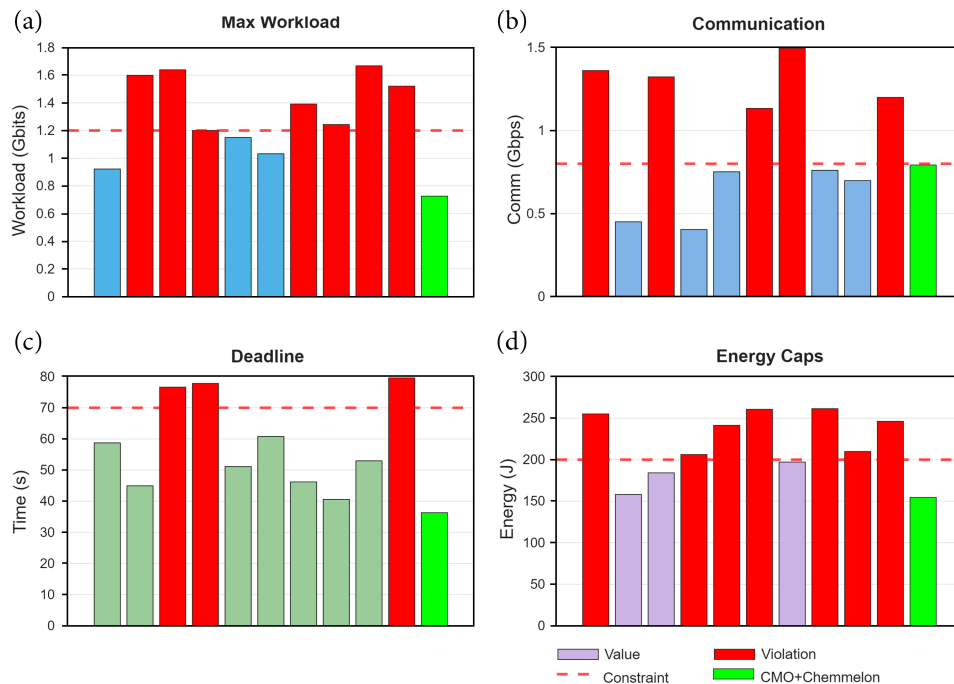 (a)
Max Workload
1.8
1.6
1.4
1.2
1
0.8
0.6
0.4
0.2
0
Workload (Gbits)
(b)
Communication
1.5
1
0.5
0
Comm (Gbps)
(c)
Deadline
80
70
60
50
40
30
20
10
0
Time (s)
(d)
Energy Caps
300
250
200
150
100
50
0
Energy (J)
Value
Violation
Constraint
CMO+Chemmelon